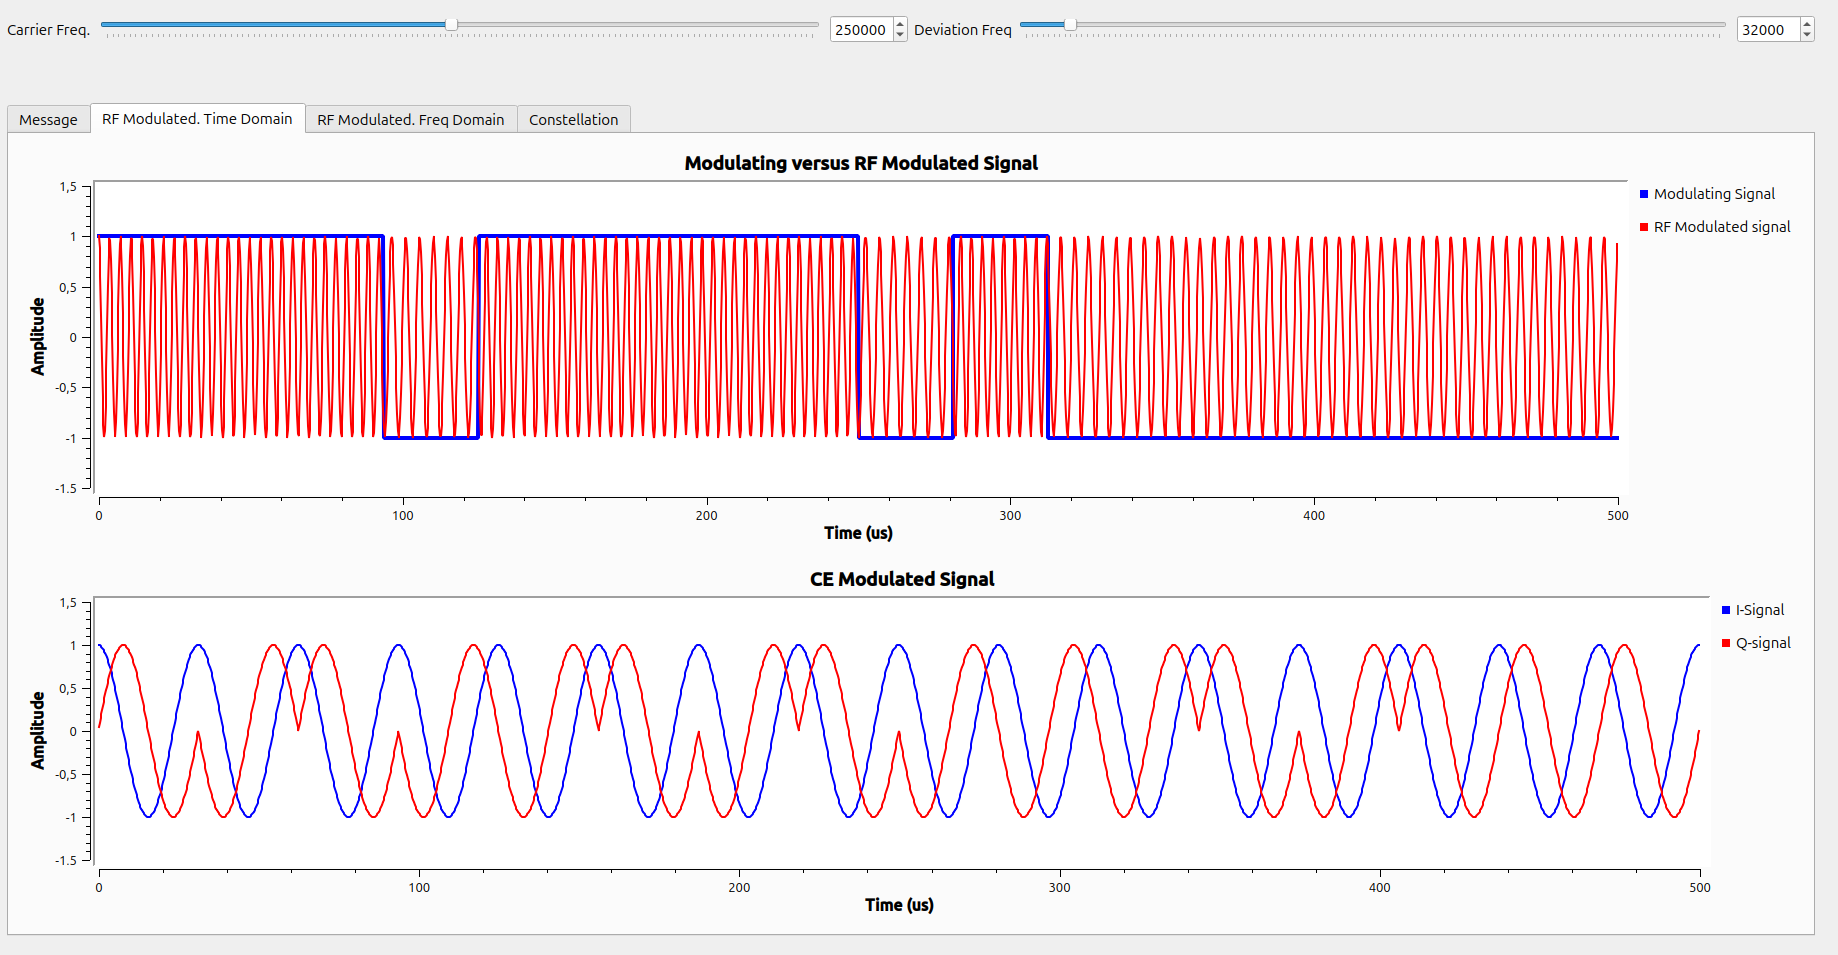 Carrier Freq. 250000 Deviation Freq 32000
Message RF Modulated. Time Domain RF Modulated. Freq Domain Constellation
Modulating versus RF Modulated Signal
1,5
1
0,5
0
-0,5
-1
-1.5
Amplitude
0 100 200 300 400 500
Time (us)
Modulating Signal
RF Modulated signal
CE Modulated Signal
1,5
1
0,5
0
-0,5
-1
-1.5
Amplitude
0 100 200 300 400 500
Time (us)
I-Signal
Q-signal